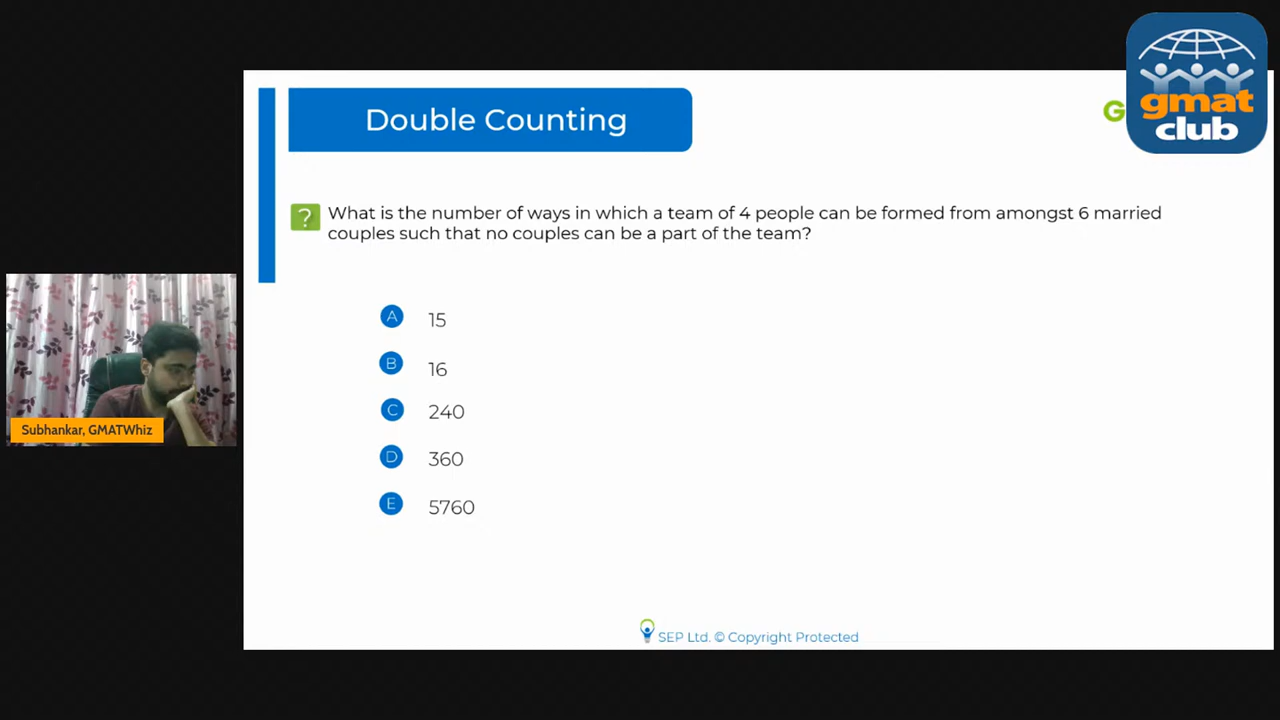 gmat
club
G
Double Counting
?
What is the number of ways in which a team of 4 people can be formed from amongst 6 married
couples such that no couples can be a part of the team?
A 15
B 16
C 240
D 360
E 5760
Subhankar, GMATWhiz
SEP Ltd. © Copyright Protected